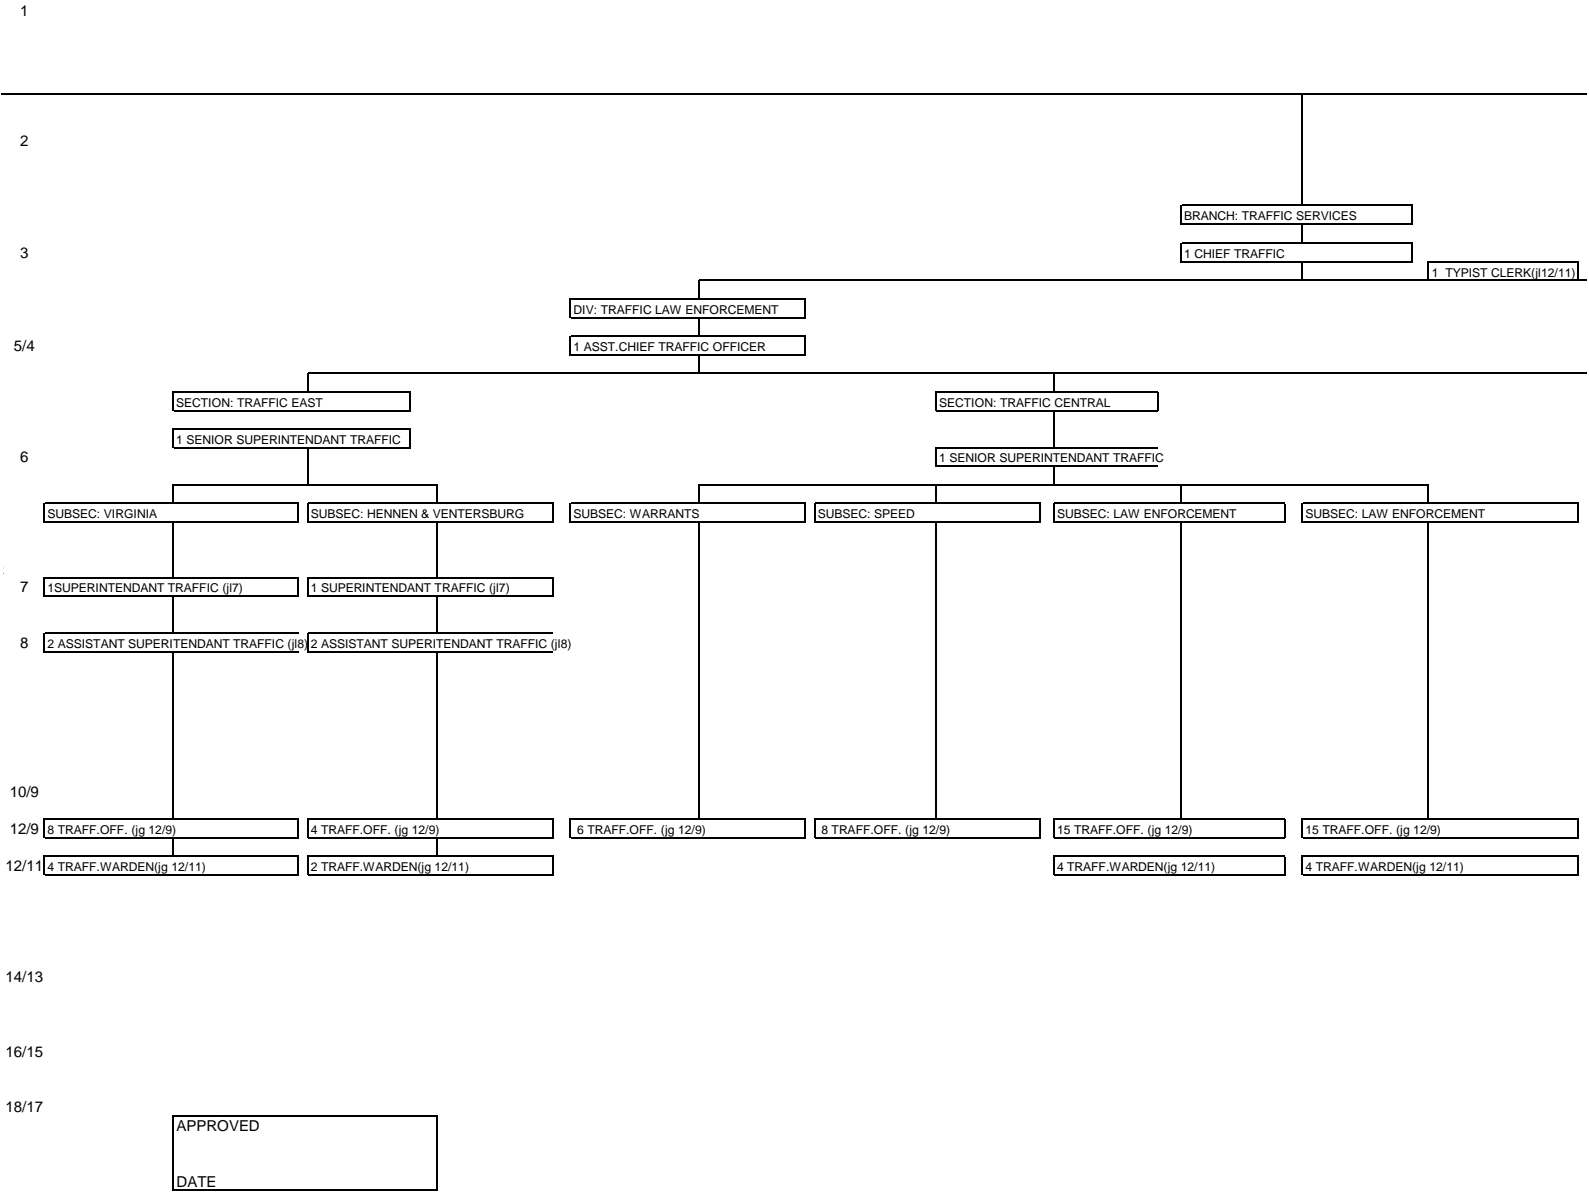 1
2
BRANCH: TRAFFIC SERVICES
3
1 CHIEF TRAFFIC
1 TYPIST CLERK(jl12/11)
DIV: TRAFFIC LAW ENFORCEMENT
5/4
1 ASST.CHIEF TRAFFIC OFFICER
SECTION: TRAFFIC EAST
SECTION: TRAFFIC CENTRAL
1 SENIOR SUPERINTENDANT TRAFFIC
6
1 SENIOR SUPERINTENDANT TRAFFIC
SUBSEC: VIRGINIA
SUBSEC: HENNEN & VENTERSBURG
SUBSEC: WARRANTS
SUBSEC: SPEED
SUBSEC: LAW ENFORCEMENT
SUBSEC: LAW ENFORCEMENT
7
1SUPERINTENDANT TRAFFIC (jl7)
1 SUPERINTENDANT TRAFFIC (jl7)
8
2 ASSISTANT SUPERITENDANT TRAFFIC (jl8)
2 ASSISTANT SUPERITENDANT TRAFFIC (jl8)
10/9
12/9
8 TRAFF.OFF. (jg 12/9)
4 TRAFF.OFF. (jg 12/9)
6 TRAFF.OFF. (jg 12/9)
8 TRAFF.OFF. (jg 12/9)
15 TRAFF.OFF. (jg 12/9)
15 TRAFF.OFF. (jg 12/9)
12/11
4 TRAFF.WARDEN(jg 12/11)
2 TRAFF.WARDEN(jg 12/11)
4 TRAFF.WARDEN(jg 12/11)
4 TRAFF.WARDEN(jg 12/11)
14/13
16/15
18/17
APPROVED
DATE